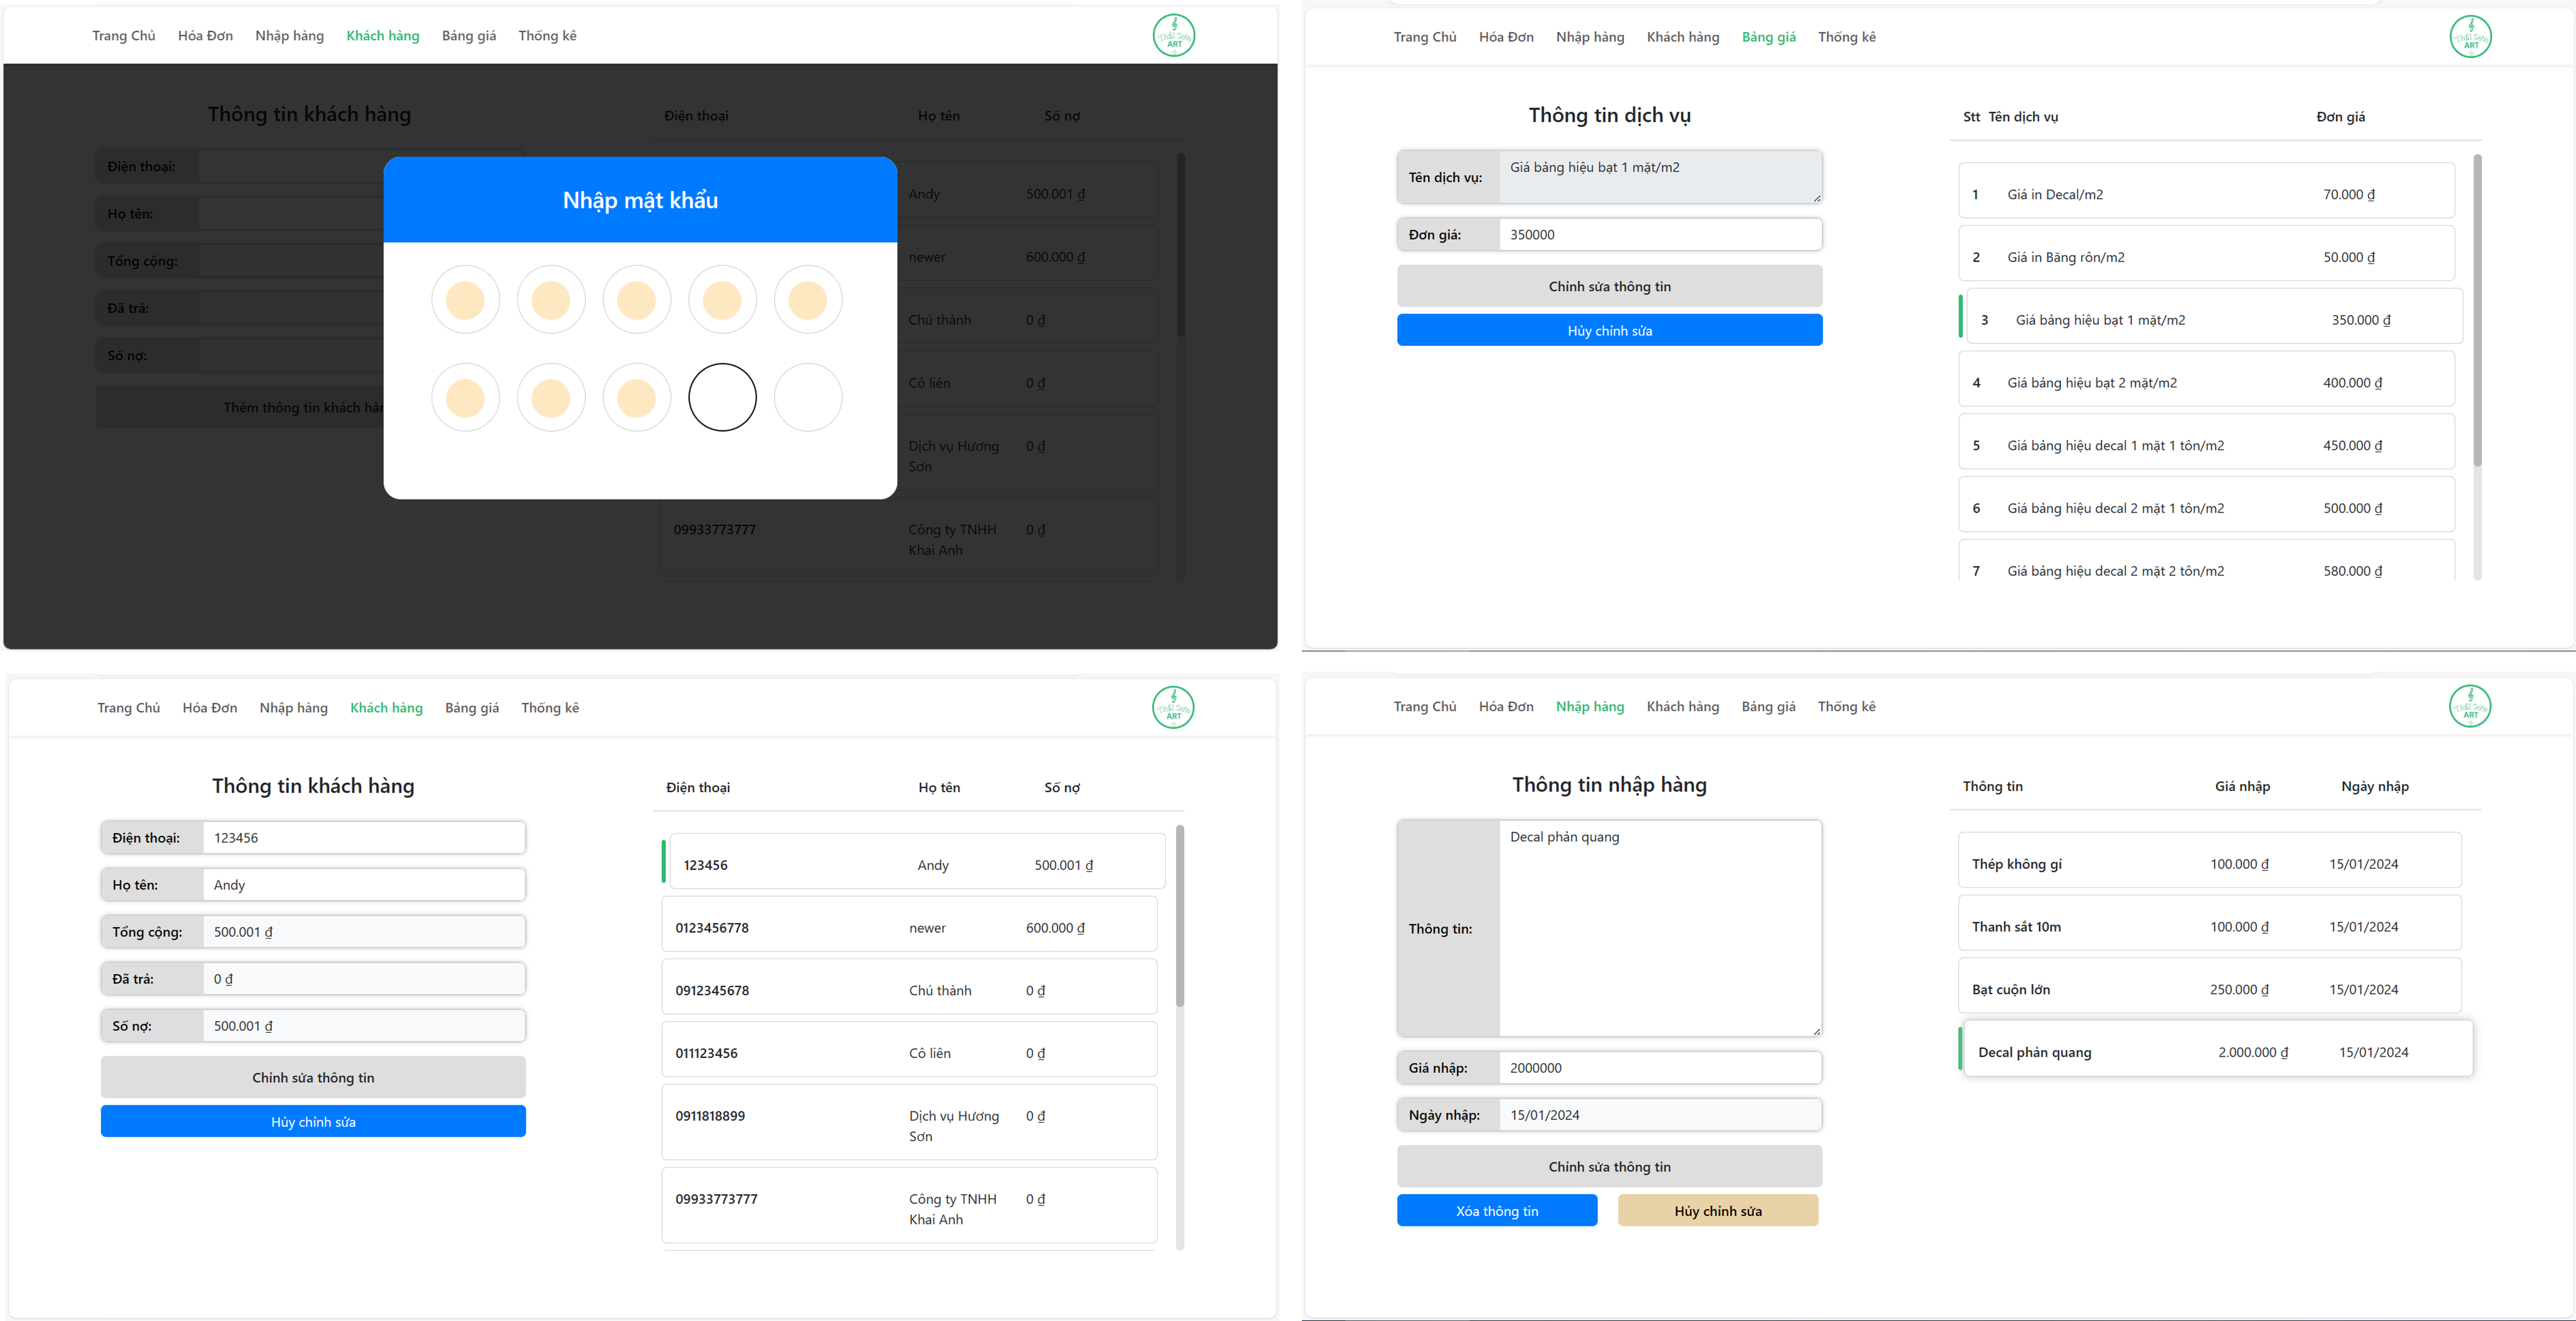 Trang Chủ Hóa Đơn Nhập hàng Khách hàng Bảng giá Thống kê
Thái Sơn
ART
Thông tin khách hàng
Điện thoại:
Họ tên:
Tổng cộng:
Đã trả:
Số nợ:
Thêm thông tin khách hàn
Nhập mật khẩu
Điện thoại Họ tên Số nợ
Andy 500.001 ₫
newer 600.000 ₫
Chú thành 0 ₫
Cô liên 0 ₫
Dịch vụ Hương 0 ₫
Sơn
09933773777 Công ty TNHH 0 ₫
Khai Anh
Trang Chủ Hóa Đơn Nhập hàng Khách hàng Bảng giá Thống kê
Thái Sơn
ART
Thông tin dịch vụ
Tên dịch vụ: Giá bảng hiệu bạt 1 mặt/m2
Đơn giá: 350000
Chỉnh sửa thông tin
Hủy chỉnh sửa
Stt Tên dịch vụ Đơn giá
1 Giá in Decal/m2 70.000 ₫
2 Giá in Băng rôn/m2 50.000 ₫
3 Giá bảng hiệu bạt 1 mặt/m2 350.000 ₫
4 Giá bảng hiệu bạt 2 mặt/m2 400.000 ₫
5 Giá bảng hiệu decal 1 mặt 1 tôn/m2 450.000 ₫
6 Giá bảng hiệu decal 2 mặt 1 tôn/m2 500.000 ₫
7 Giá bảng hiệu decal 2 mặt 2 tôn/m2 580.000 ₫
Trang Chủ Hóa Đơn Nhập hàng Khách hàng Bảng giá Thống kê
Thái Sơn
ART
Thông tin khách hàng
Điện thoại: 123456
Họ tên: Andy
Tổng cộng: 500.001 ₫
Đã trả: 0 ₫
Số nợ: 500.001 ₫
Chỉnh sửa thông tin
Hủy chỉnh sửa
Điện thoại Họ tên Số nợ
123456 Andy 500.001 ₫
0123456778 newer 600.000 ₫
0912345678 Chú thành 0 ₫
011123456 Cô liên 0 ₫
0911818899 Dịch vụ Hương 0 ₫
Sơn
09933773777 Công ty TNHH 0 ₫
Khai Anh
Trang Chủ Hóa Đơn Nhập hàng Khách hàng Bảng giá Thống kê
Thái Sơn
ART
Thông tin nhập hàng
Thông tin: Decal phản quang
Giá nhập: 2000000
Ngày nhập: 15/01/2024
Chỉnh sửa thông tin
Xóa thông tin Hủy chỉnh sửa
Thông tin Giá nhập Ngày nhập
Thép không gỉ 100.000 ₫ 15/01/2024
Thanh sắt 10m 100.000 ₫ 15/01/2024
Bạt cuộn lớn 250.000 ₫ 15/01/2024
Decal phản quang 2.000.000 ₫ 15/01/2024